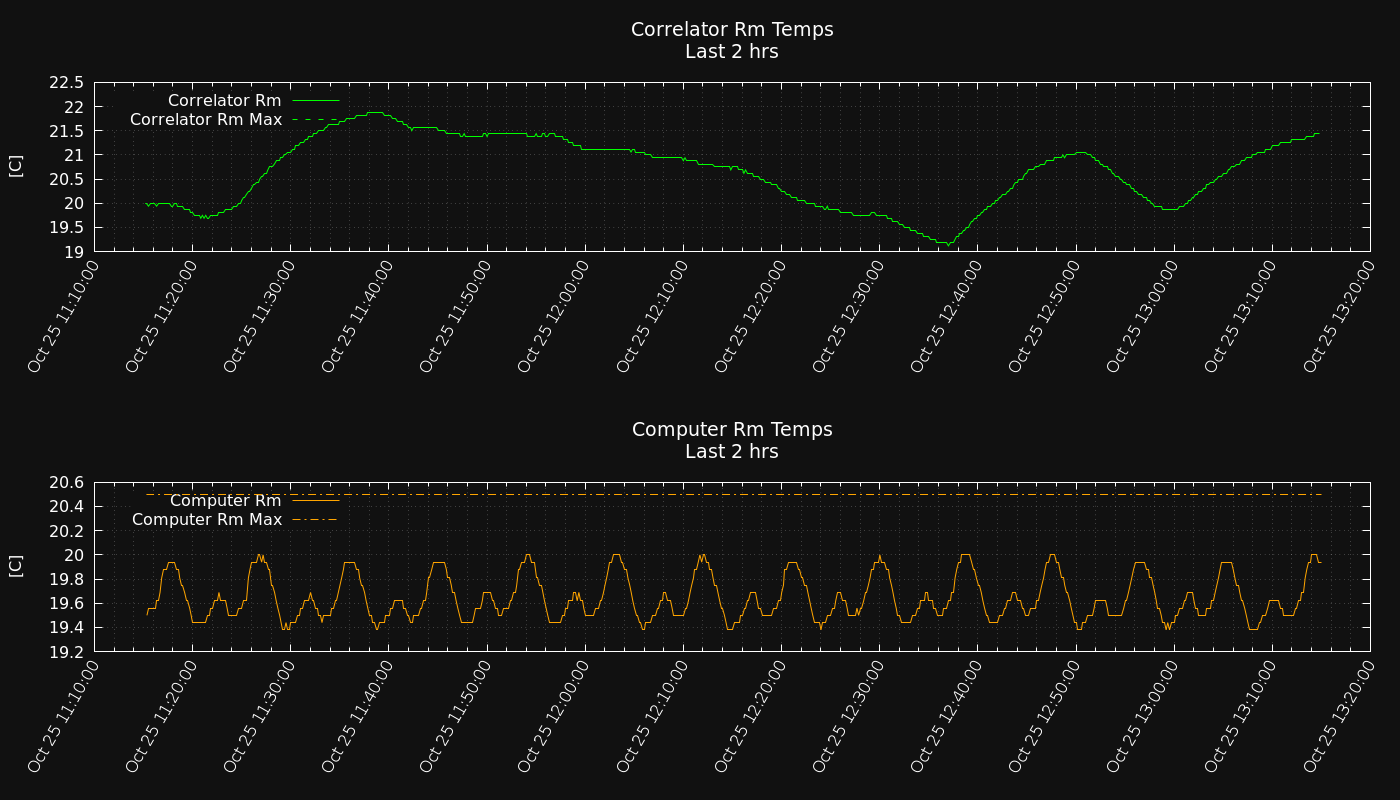 Correlator Rm Temps
Last 2 hrs
22.5
22
21.5
21
20.5
20
19.5
19
[C]
Correlator Rm
Correlator Rm Max
Oct 25 11:10:00
Oct 25 11:20:00
Oct 25 11:30:00
Oct 25 11:40:00
Oct 25 11:50:00
Oct 25 12:00:00
Oct 25 12:10:00
Oct 25 12:20:00
Oct 25 12:30:00
Oct 25 12:40:00
Oct 25 12:50:00
Oct 25 13:00:00
Oct 25 13:10:00
Oct 25 13:20:00
Computer Rm Temps
Last 2 hrs
20.6
20.4
20.2
20
19.8
19.6
19.4
19.2
[C]
Computer Rm
Computer Rm Max
Oct 25 11:10:00
Oct 25 11:20:00
Oct 25 11:30:00
Oct 25 11:40:00
Oct 25 11:50:00
Oct 25 12:00:00
Oct 25 12:10:00
Oct 25 12:20:00
Oct 25 12:30:00
Oct 25 12:40:00
Oct 25 12:50:00
Oct 25 13:00:00
Oct 25 13:10:00
Oct 25 13:20:00